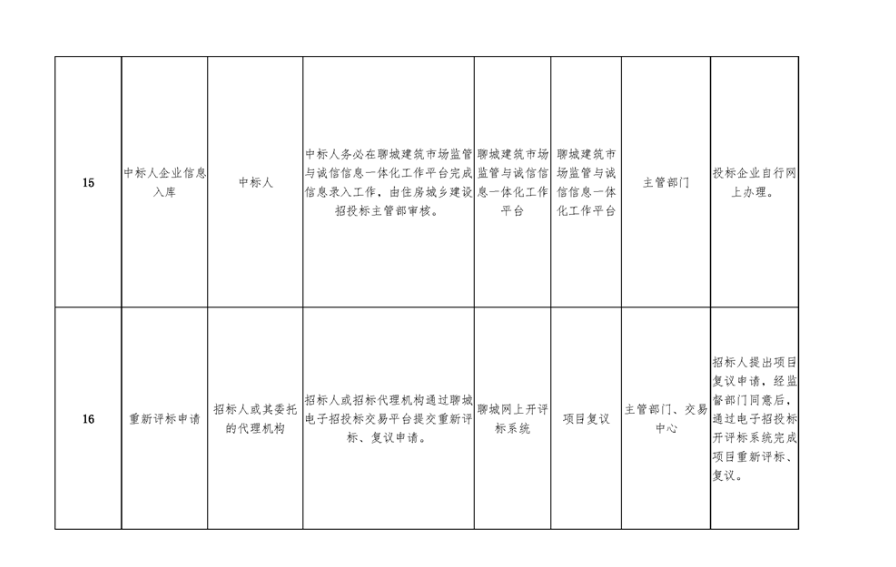 15
中标人企业信息
入库
中标人
中标人务必在聊城建筑市场监管
与诚信信息一体化工作平台完成
信息录入工作，由住房城乡建设
招投标主管部审核。
聊城建筑市场
监管与诚信信
息一体化工作
平台
聊城建筑市
场监管与诚
信信息一体
化工作平台
主管部门
投标企业自行网
上办理。
16
重新评标申请
招标人或其委托
的代理机构
招标人或招标代理机构通过聊城
电子招投标交易平台提交重新评
标、复议申请。
聊城网上开评
标系统
项目复议
主管部门、交易
中心
招标人提出项目
复议申请，经监
督部门同意后，
通过电子招投标
开评标系统完成
项目重新评标、
复议。